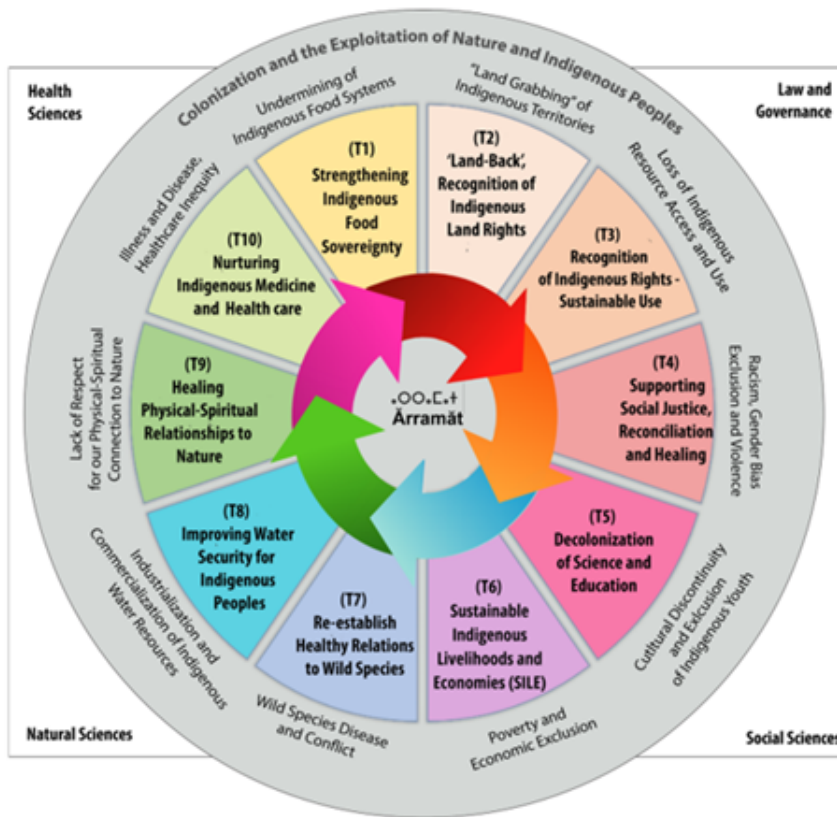 Colonization and the Exploitation of Nature and Indigenous Peoples
Health
Sciences
Law and
Governance
Undermining of
Indigenous Food Systems
"Land Grabbing" of
Indigenous Territories
Loss of Indigenous
Resource Access and Use
Racism, Gender Bias
Exclusion and Violence
Cutltural Discontinuity
and Exlcusion
of Indigenous Youth
Poverty and
Economic Exclusion
Wild Species Disease
and Conflict
Industrialization and
Commercialization of Indigenous
Water Resources
Lack of Respect
for our Physical-Spiritual
Connection to Nature
Illness and Disease,
Healthcare Inequity
(T1)
Strengthening
Indigenous
Food
Sovereignty
(T2)
'Land-Back',
Recognition of
Indigenous
Land Rights
(T3)
Recognition
of Indigenous Rights -
Sustainable Use
(T4)
Supporting
Social Justice,
Reconciliation
and Healing
(T5)
Decolonization
of Science and
Education
(T6)
Sustainable
Indigenous
Livelihoods and
Economies (SILE)
(T7)
Re-establish
Healthy Relations
to Wild Species
(T8)
Improving Water
Security for
Indigenous
Peoples
(T9)
Healing
Physical-Spiritual
Relationships to
Nature
(T10)
Nurturing
Indigenous Medicine
and Health care
ⴰⵔⵔⴰⵎⴰⵜ
Ărramăt
Natural Sciences
Social Sciences